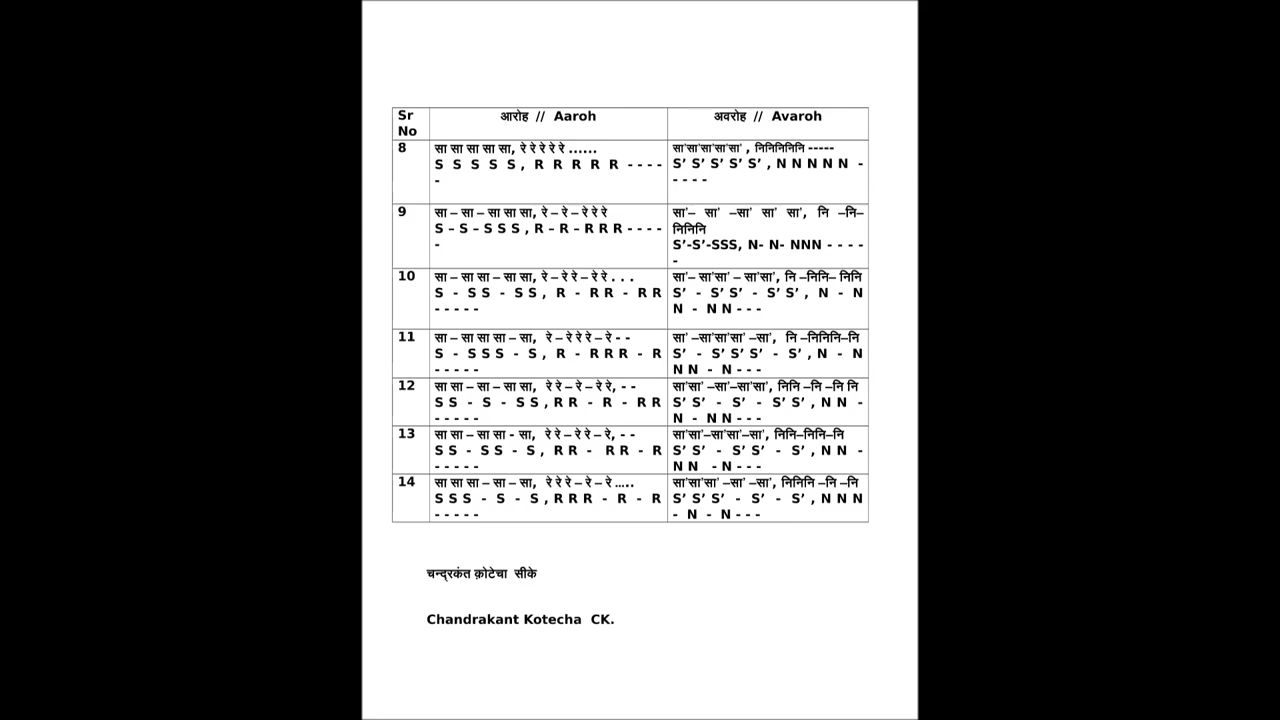 Sr
No
आरोह // Aaroh
अवरोह // Avaroh
8
सा सा सा सा सा, रे रे रे रे रे ......
S S S S S , R R R R R - - - -
-
सा'सा'सा'सा'सा' , निनिनिनिनि -----
S’ S’ S’ S’ S’ , N N N N N -
- - - -
9
सा – सा – सा सा सा, रे – रे – रे रे रे
S – S – S S S , R – R – R R R - - - -
-
सा'– सा' –सा' सा' सा', नि –नि–
निनिनि
S’-S’-SSS, N- N- NNN - - - -
-
10
सा – सा सा – सा सा, रे – रे रे – रे रे . . .
S - S S - S S , R - R R - R R
- - - - -
सा'– सा'सा' – सा'सा', नि –निनि– निनि
S’ - S’ S’ - S’ S’ , N - N
N - N N - - -
11
सा – सा सा सा – सा, रे – रे रे रे – रे - -
S - S S S - S , R - R R R - R
- - - - -
सा' –सा'सा'सा' –सा', नि –निनिनि–नि
S’ - S’ S’ S’ - S’ , N - N
N N - N - - -
12
सा सा – सा – सा सा, रे रे – रे – रे रे, - -
S S - S - S S , R R - R - R R
- - - - -
सा'सा' –सा'–सा'सा', निनि –नि –नि नि
S’ S’ - S’ - S’ S’ , N N -
N - N N - - -
13
सा सा – सा सा - सा, रे रे – रे रे – रे, - -
S S - S S - S , R R - R R - R
- - - - -
सा'सा'–सा'सा'–सा', निनि–निनि–नि
S’ S’ - S’ S’ - S’ , N N -
N N - N - - -
14
सा सा सा – सा – सा, रे रे रे – रे – रे …..
S S S - S - S , R R R - R - R
- - - - -
सा'सा'सा' –सा' –सा', निनिनि –नि –नि
S’ S’ S’ - S’ - S’ , N N N
- N - N - - -
चन्द्रकंत क़ोटेचा सीके
Chandrakant Kotecha CK.